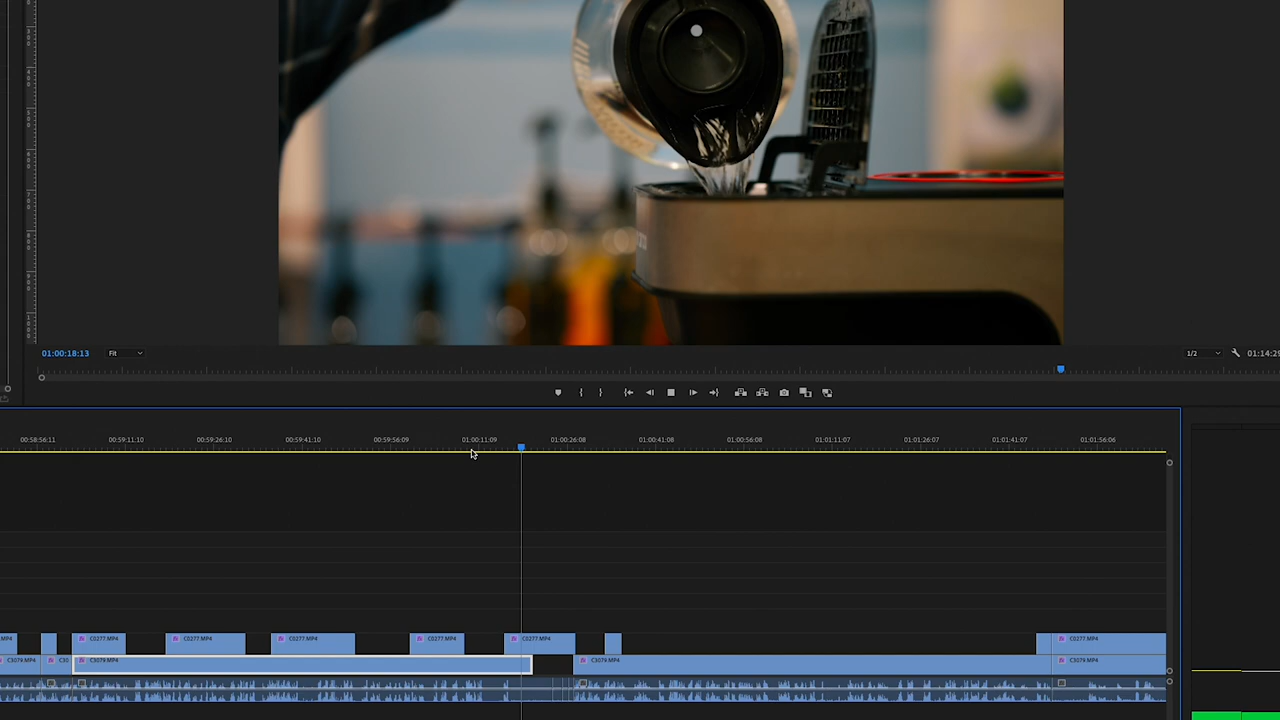 01:00:18:13
Fit
1/2
01:14:29
00:58:56:11
00:59:11:10
00:59:26:10
00:59:41:10
00:59:56:09
01:00:11:09
01:00:26:08
01:00:41:08
01:00:56:08
01:01:11:07
01:01:26:07
01:01:41:07
01:01:56:06
MP4
C0277.MP4
C0277.MP4
C0277.MP4
C0277.MP4
C0277.MP4
C0277.MP4
C3079.MP4
C30
C3079.MP4
C3079.MP4
C3079.MP4